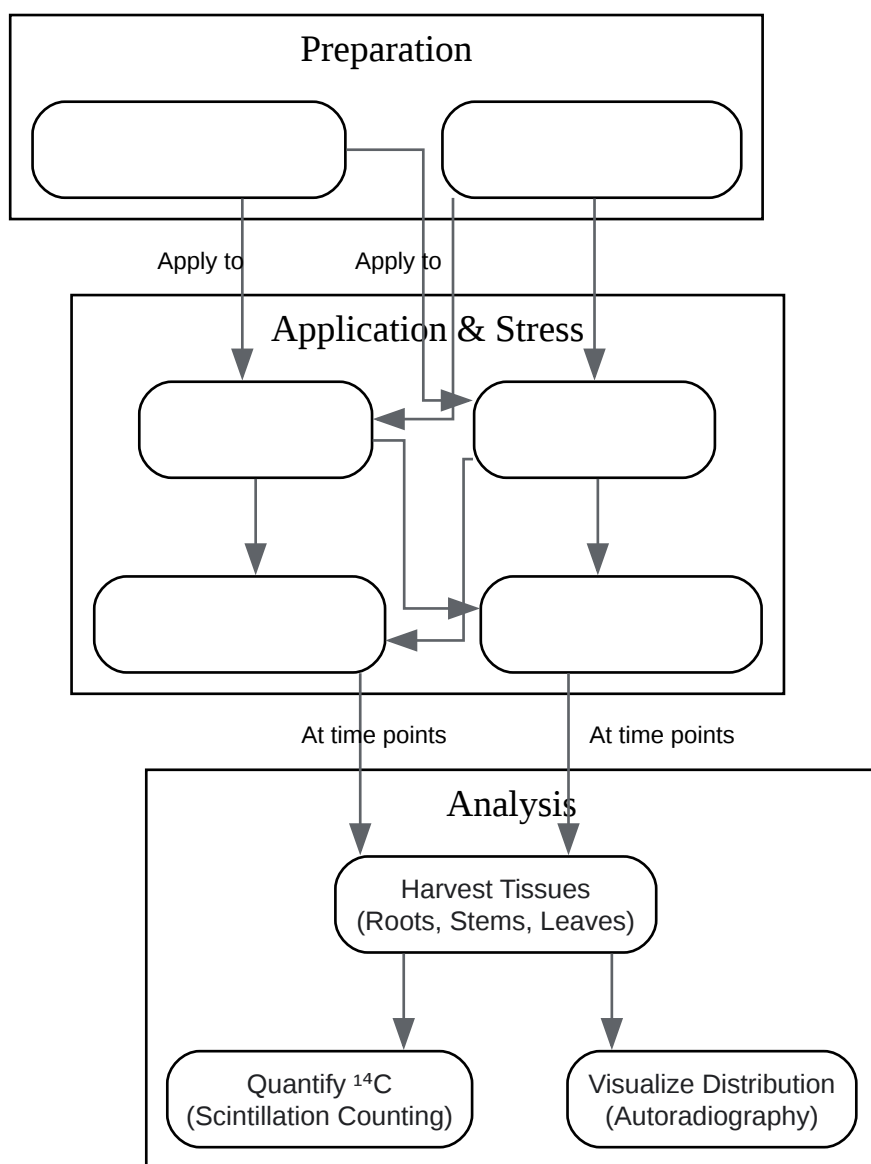 Preparation
Apply to
Apply to
Application & Stress
At time points
At time points
Analysis
Harvest Tissues
(Roots, Stems, Leaves)
Quantify ¹⁴C
(Scintillation Counting)
Visualize Distribution
(Autoradiography)